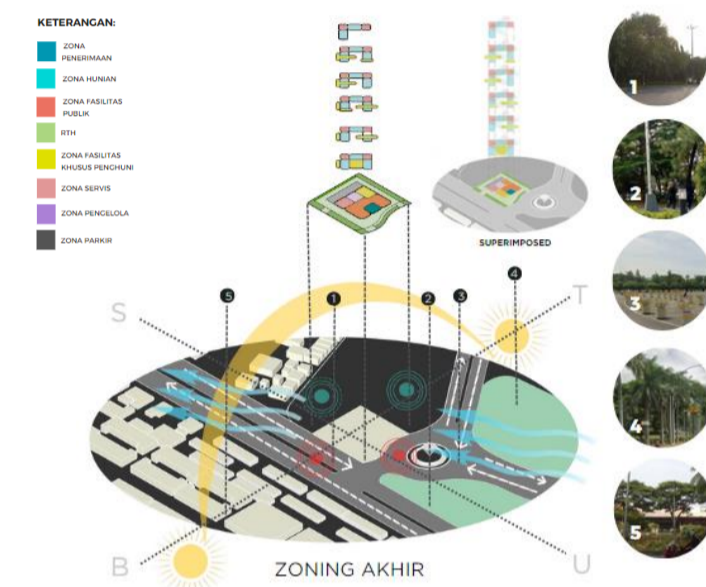 KETERANGAN:
ZONA
PENERIMAAN
ZONA HUNIAN
ZONA FASILITAS
PUBLIK
RTH
ZONA FASILITAS
KHUSUS PENGHUNI
ZONA SERVIS
ZONA PENGELOLA
ZONA PARKIR
SUPERIMPOSED
1
2
3
4
5
5
1
2
3
4
S
T
B
U
ZONING AKHIR